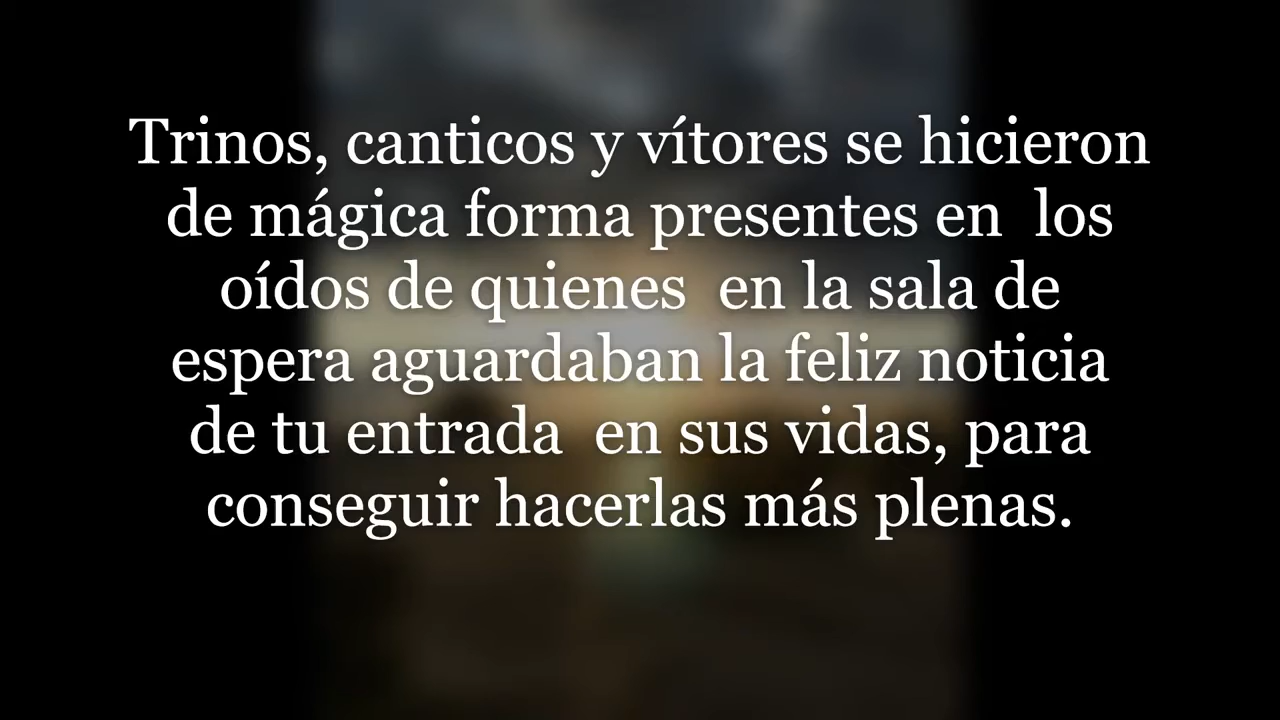 Trinos, canticos y vítores se hicieron
de mágica forma presentes en  los
oídos de quienes  en la sala de
espera aguardaban la feliz noticia
de tu entrada  en sus vidas, para
conseguir hacerlas más plenas.